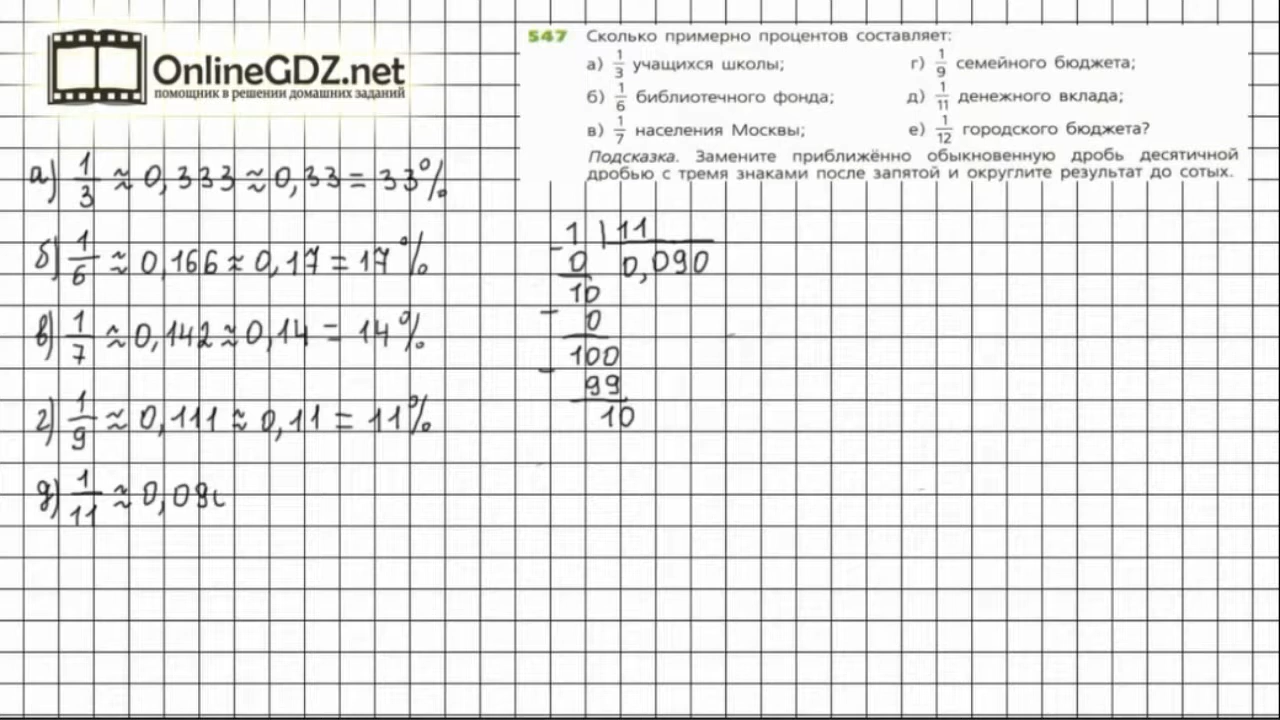 OnlineGDZ.net
помощник в решении домашних заданий
547 Сколько примерно процентов составляет:
а) 1/3 учащихся школы;
б) 1/6 библиотечного фонда;
в) 1/7 населения Москвы;
г) 1/9 семейного бюджета;
д) 1/11 денежного вклада;
е) 1/12 городского бюджета?
Подсказка. Замените приближённо обыкновенную дробь десятичной
дробью с тремя знаками после запятой и округлите результат до сотых.
а) 1/3 ≈ 0,333 ≈ 0,33 = 33%
б) 1/6 ≈ 0,166 ≈ 0,17 = 17%
в) 1/7 ≈ 0,142 ≈ 0,14 = 14%
г) 1/9 ≈ 0,111 ≈ 0,11 = 11%
д) 1/11 ≈ 0,09
1 | 11
- 0 0,090
10
- 0
100
- 99
10